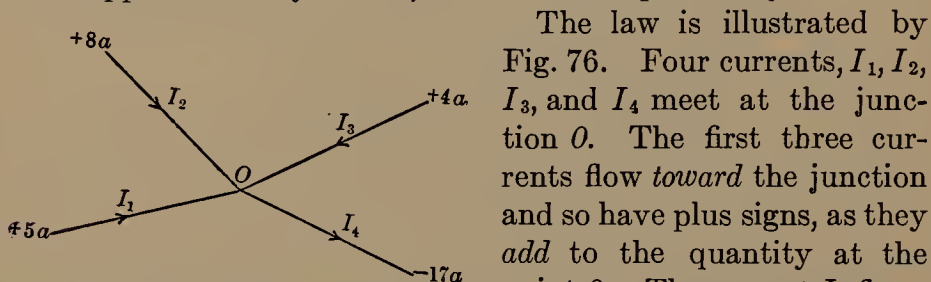 The law is illustrated by
Fig. 76. Four currents, I₁, I₂,
I₃, and I₄ meet at the junc-
tion O. The first three cur-
rents flow toward the junction
and so have plus signs, as they
add to the quantity at the
+8a
I₂
+4a
I₃
O
I₁
+5a
I₄
−17a